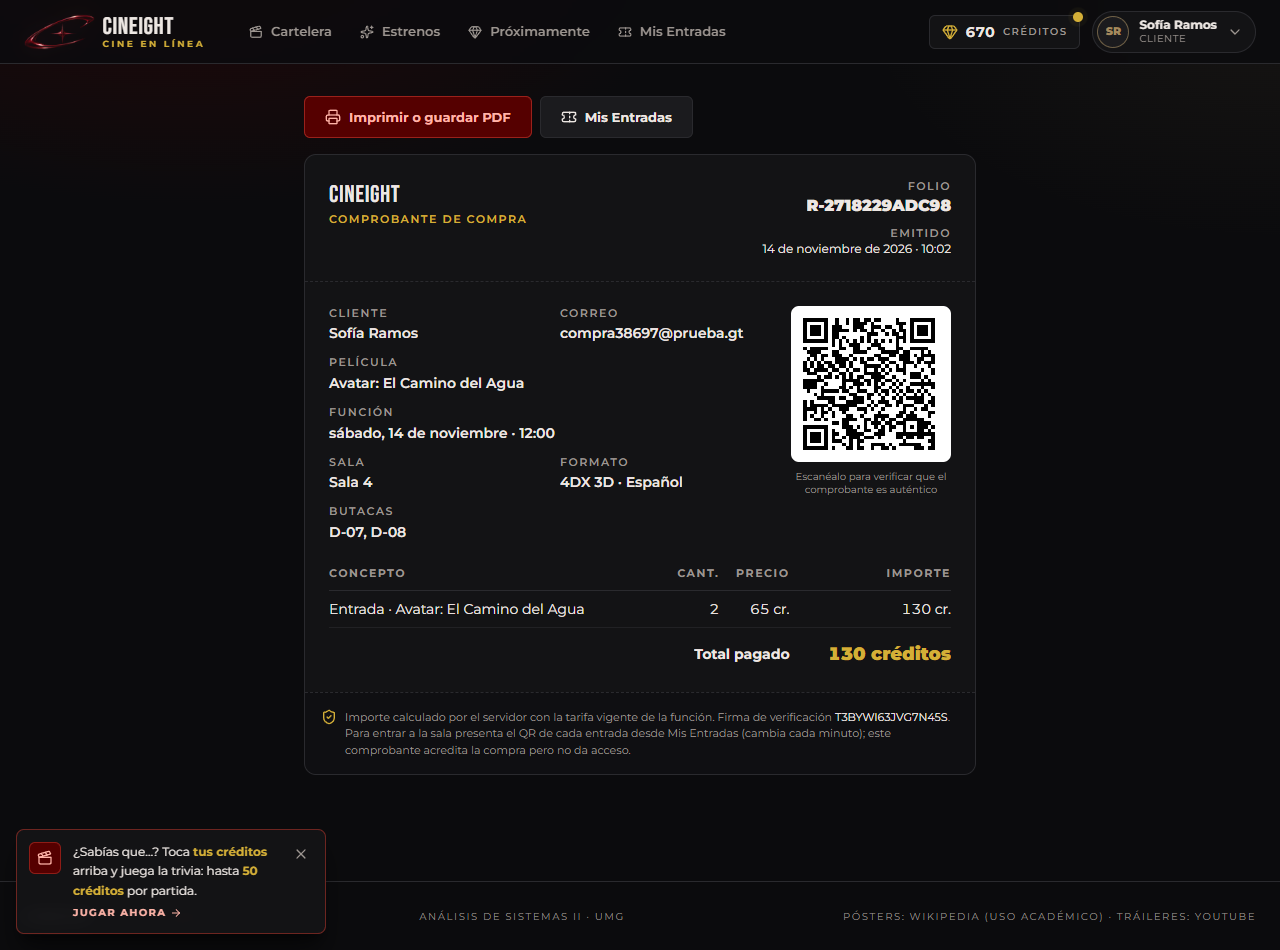 CINEIGHT
CINE EN LÍNEA
Cartelera
Estrenos
Próximamente
Mis Entradas
670 CRÉDITOS
SR
Sofía Ramos
CLIENTE
Imprimir o guardar PDF
Mis Entradas
CINEIGHT
COMPROBANTE DE COMPRA
FOLIO
R-2718229ADC98
EMITIDO
14 de noviembre de 2026 · 10:02
CLIENTE
Sofía Ramos
CORREO
compra38697@prueba.gt
PELÍCULA
Avatar: El Camino del Agua
FUNCIÓN
sábado, 14 de noviembre · 12:00
SALA
Sala 4
FORMATO
4DX 3D · Español
BUTACAS
D-07, D-08
Escanéalo para verificar que el
comprobante es auténtico
CONCEPTO CANT. PRECIO IMPORTE
Entrada · Avatar: El Camino del Agua 2 65 cr. 130 cr.
Total pagado 130 créditos
Importe calculado por el servidor con la tarifa vigente de la función. Firma de verificación T3BYWI63JVG7N45S.
Para entrar a la sala presenta el QR de cada entrada desde Mis Entradas (cambia cada minuto); este
comprobante acredita la compra pero no da acceso.
¿Sabías que...? Toca tus créditos
arriba y juega la trivia: hasta 50
créditos por partida.
JUGAR AHORA →
ANÁLISIS DE SISTEMAS II · UMG
PÓSTERS: WIKIPEDIA (USO ACADÉMICO) · TRÁILERES: YOUTUBE